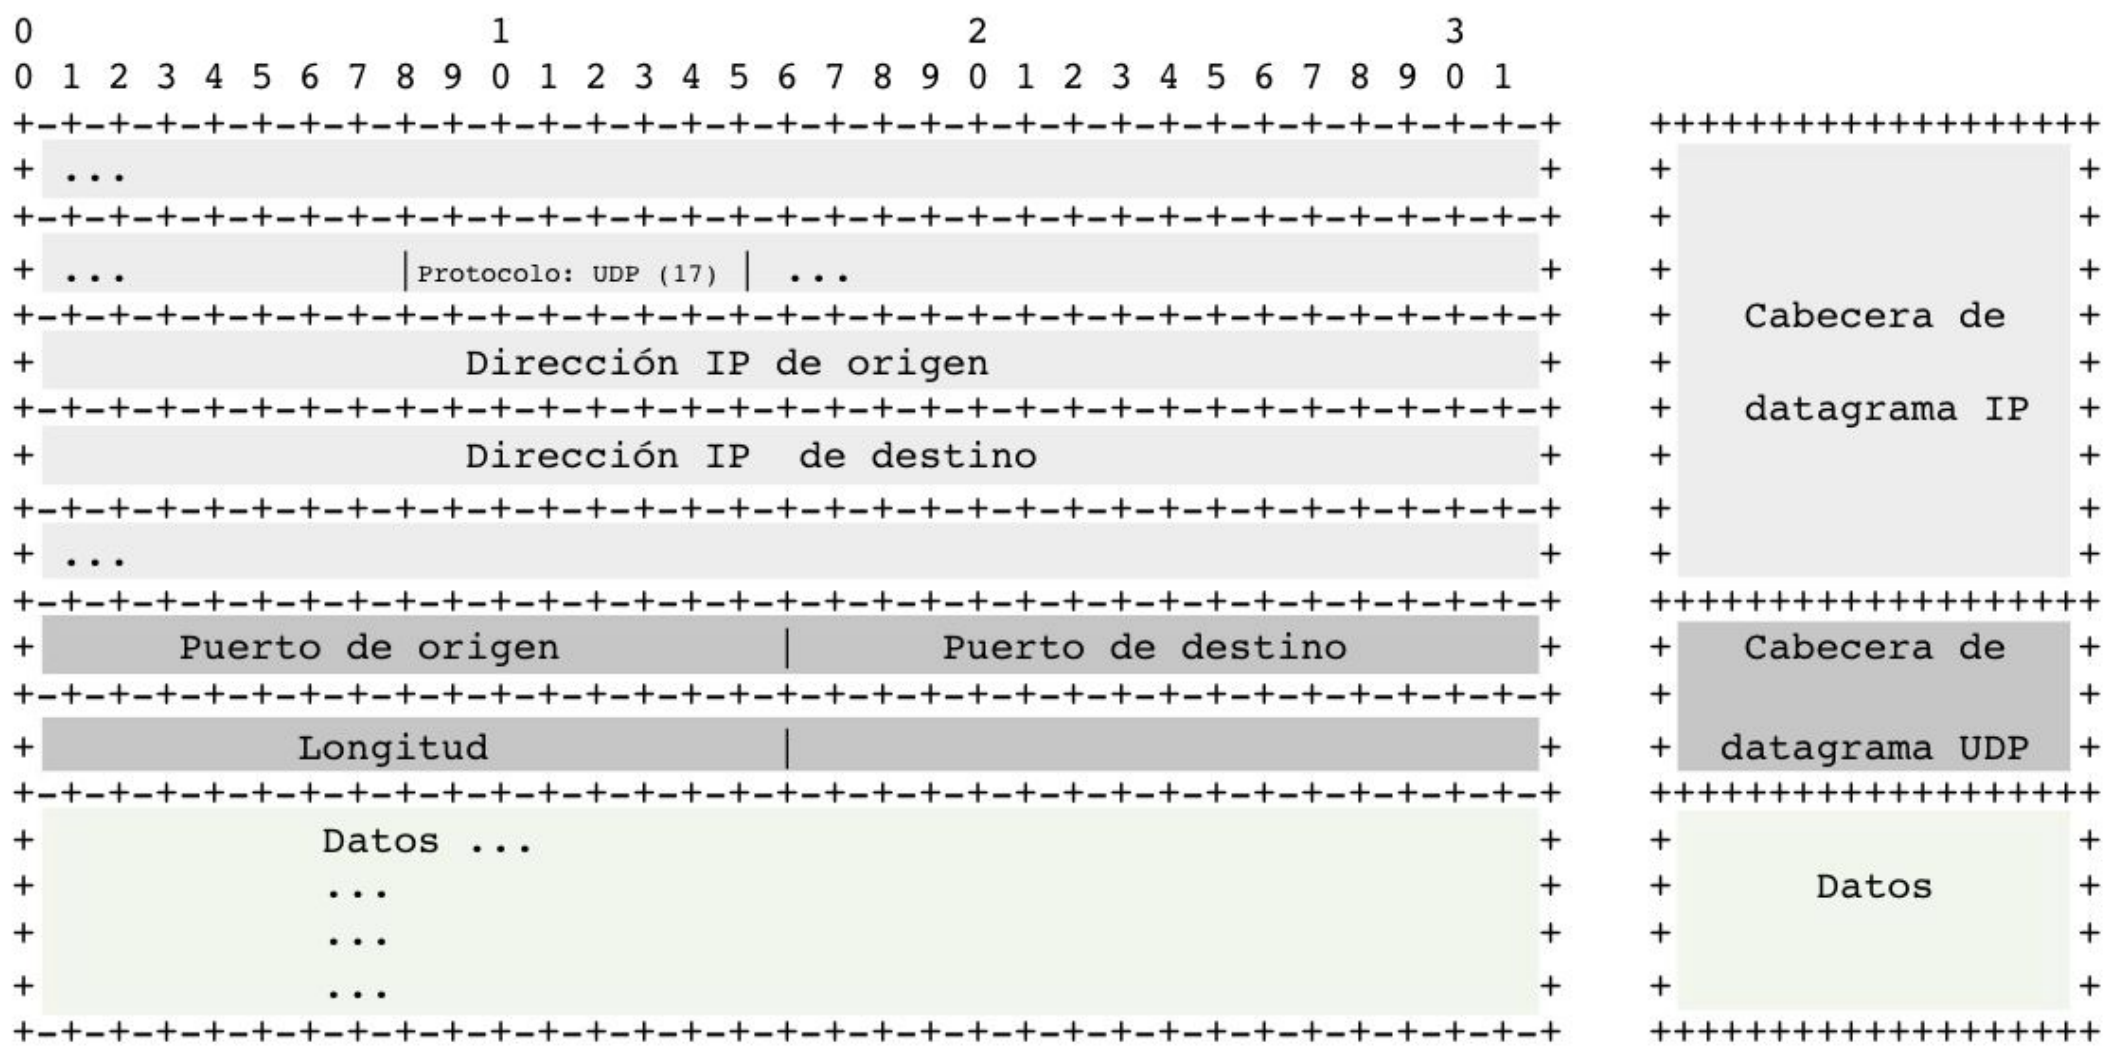 0 1 2 3
0 1 2 3 4 5 6 7 8 9 0 1 2 3 4 5 6 7 8 9 0 1 2 3 4 5 6 7 8 9 0 1
+-+-+-+-+-+-+-+-+-+-+-+-+-+-+-+-+-+-+-+-+-+-+-+-+-+-+-+-+-+-+-+-+ +++++++++++++++++++
+ ... + + +
+-+-+-+-+-+-+-+-+-+-+-+-+-+-+-+-+-+-+-+-+-+-+-+-+-+-+-+-+-+-+-+-+ + +
+ ... |Protocolo: UDP (17) | ... + + +
+-+-+-+-+-+-+-+-+-+-+-+-+-+-+-+-+-+-+-+-+-+-+-+-+-+-+-+-+-+-+-+-+ + Cabecera de +
+ Dirección IP de origen + + +
+-+-+-+-+-+-+-+-+-+-+-+-+-+-+-+-+-+-+-+-+-+-+-+-+-+-+-+-+-+-+-+-+ + datagrama IP +
+ Dirección IP de destino + + +
+-+-+-+-+-+-+-+-+-+-+-+-+-+-+-+-+-+-+-+-+-+-+-+-+-+-+-+-+-+-+-+-+ + +
+ ... + + +
+-+-+-+-+-+-+-+-+-+-+-+-+-+-+-+-+-+-+-+-+-+-+-+-+-+-+-+-+-+-+-+-+ +++++++++++++++++++
+ Puerto de origen | Puerto de destino + + Cabecera de +
+-+-+-+-+-+-+-+-+-+-+-+-+-+-+-+-+-+-+-+-+-+-+-+-+-+-+-+-+-+-+-+-+ + +
+ Longitud | + + datagrama UDP +
+-+-+-+-+-+-+-+-+-+-+-+-+-+-+-+-+-+-+-+-+-+-+-+-+-+-+-+-+-+-+-+-+ +++++++++++++++++++
+ Datos ... + + +
+ ... + + Datos +
+ ... + + +
+ ... + + +
+-+-+-+-+-+-+-+-+-+-+-+-+-+-+-+-+-+-+-+-+-+-+-+-+-+-+-+-+-+-+-+-+ +++++++++++++++++++